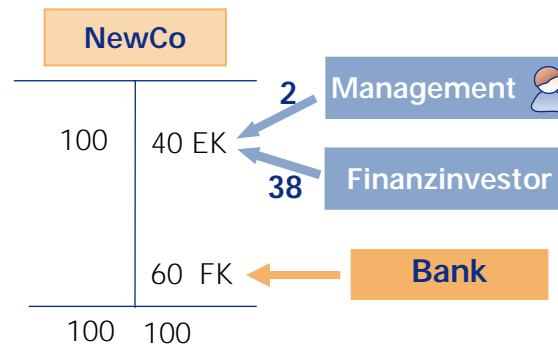 NewCo
2
Management
100
40 EK
38
Finanzinvestor
60 FK
Bank
100 100